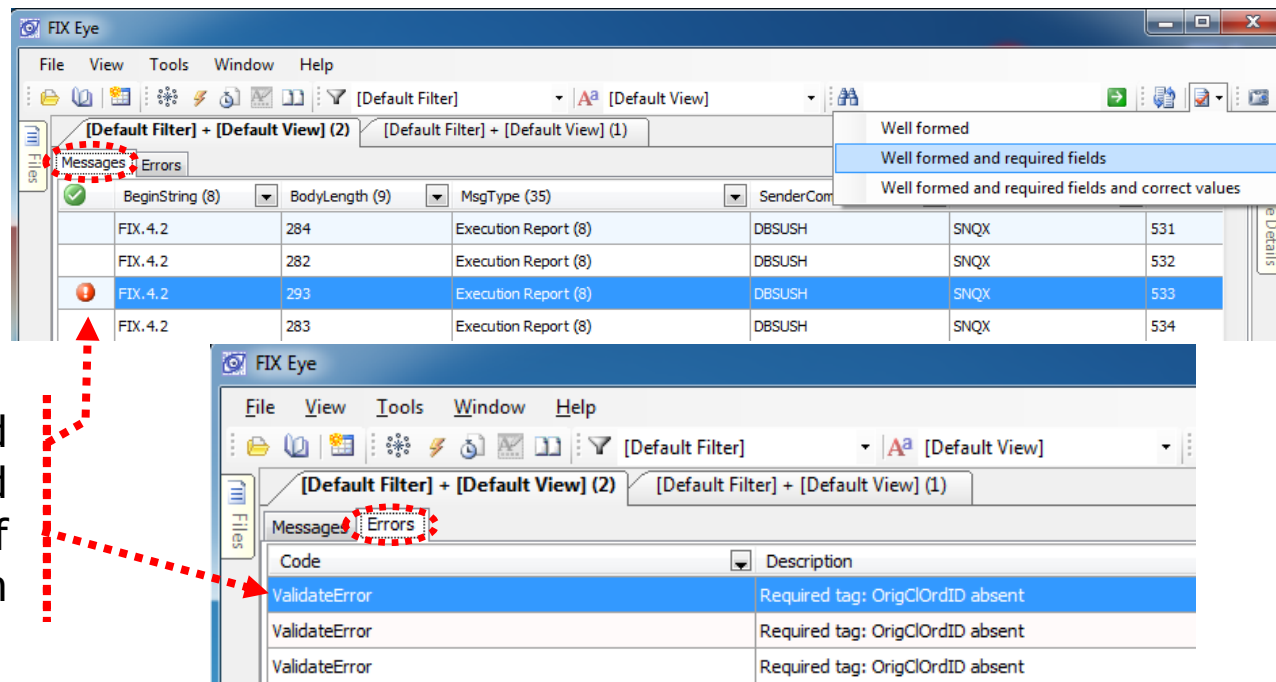 FIX Eye
File View Tools Window Help
[Default Filter] [Default View]
Well formed
Well formed and required fields
Well formed and required fields and correct values
[Default Filter] + [Default View] (2) [Default Filter] + [Default View] (1)
Files
Messages Errors
BeginString (8) BodyLength (9) MsgType (35) SenderCom
e Details
FIX.4.2 284 Execution Report (8) DBSUSH SNQX 531
FIX.4.2 282 Execution Report (8) DBSUSH SNQX 532
FIX.4.2 293 Execution Report (8) DBSUSH SNQX 533
FIX.4.2 283 Execution Report (8) DBSUSH SNQX 534
d
d
f
n
FIX Eye
File View Tools Window Help
[Default Filter] [Default View]
[Default Filter] + [Default View] (2) [Default Filter] + [Default View] (1)
Files
Messages Errors
Code Description
ValidateError Required tag: OrigClOrdID absent
ValidateError Required tag: OrigClOrdID absent
ValidateError Required tag: OrigClOrdID absent